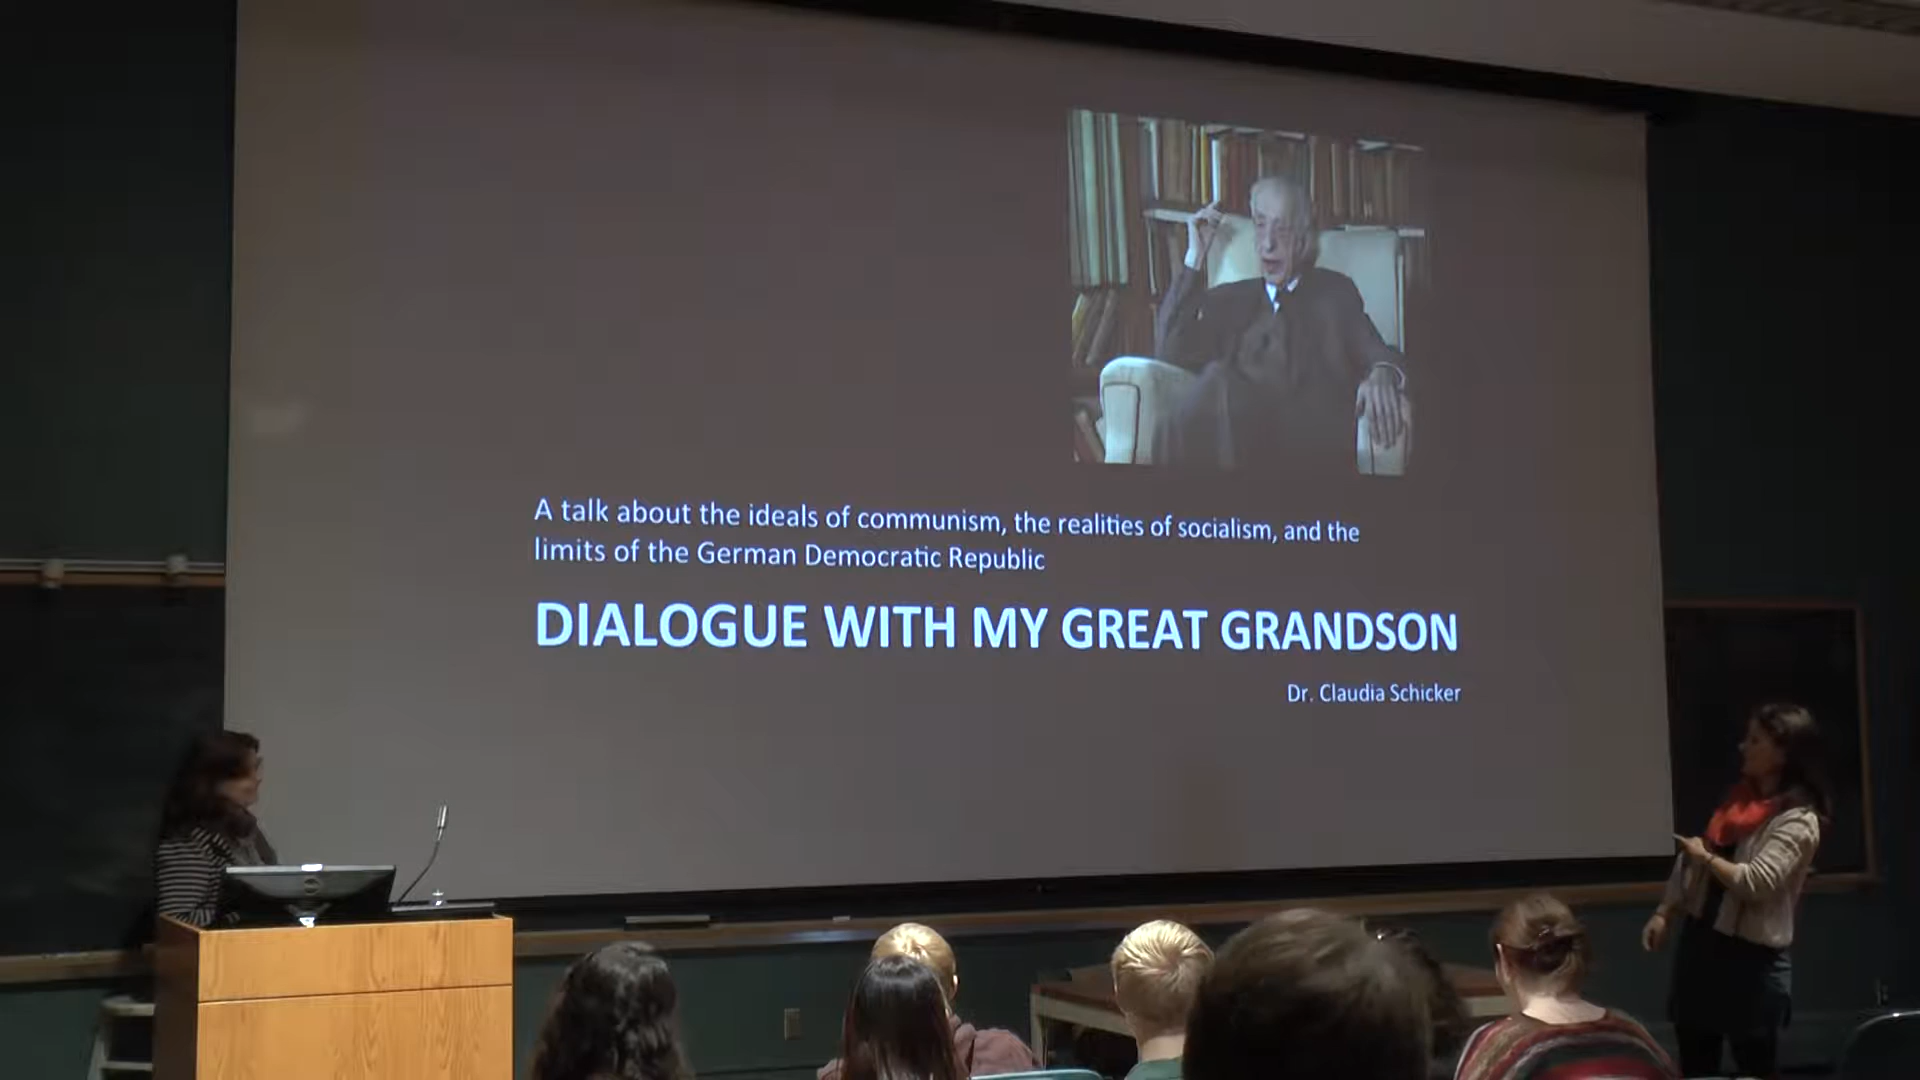 A talk about the ideals of communism, the realities of socialism, and the
limits of the German Democratic Republic
DIALOGUE WITH MY GREAT GRANDSON
Dr. Claudia Schicker